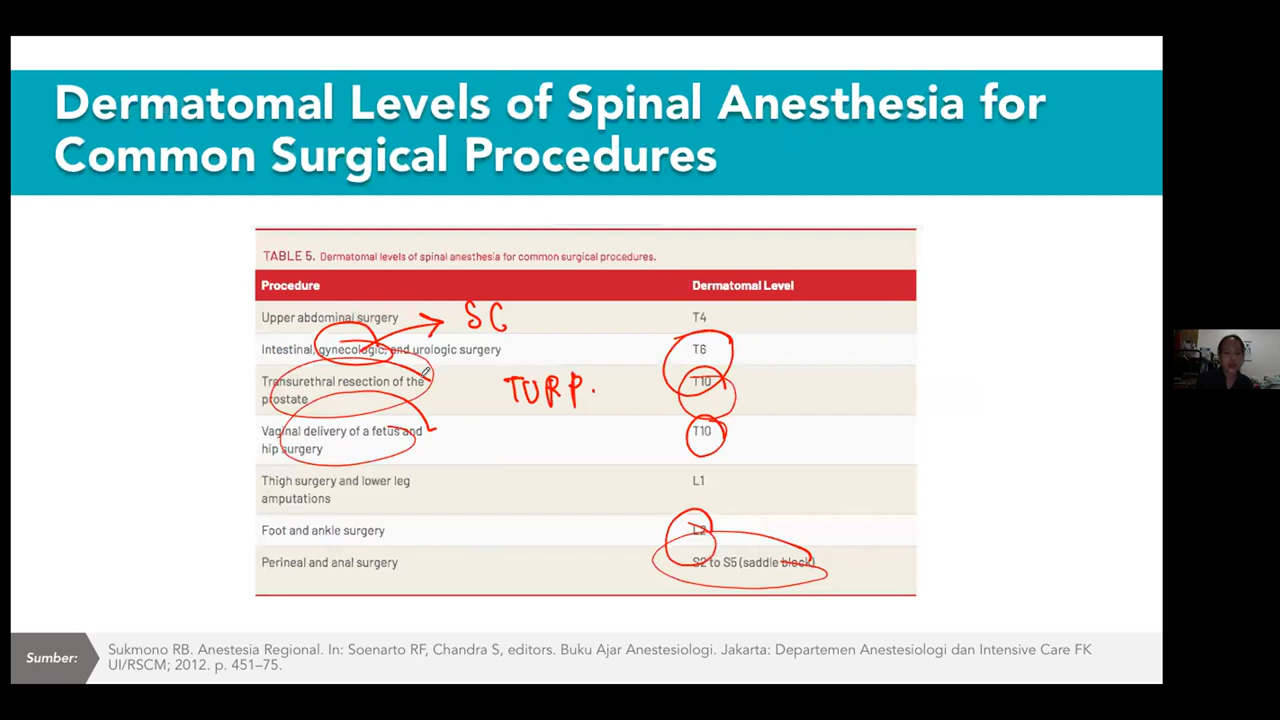 Dermatomal Levels of Spinal Anesthesia for
Common Surgical Procedures
TABLE 5. Dermatomal levels of spinal anesthesia for common surgical procedures.
Procedure Dermatomal Level
Upper abdominal surgery T4
SC
Intestinal, gynecologic, and urologic surgery T6
Transurethral resection of the T10
prostate
TURP.
Vaginal delivery of a fetus and T10
hip surgery
Thigh surgery and lower leg L1
amputations
Foot and ankle surgery L2
Perineal and anal surgery S2 to S5 (saddle block)
Sumber:
Sukmono RB. Anestesia Regional. In: Soenarto RF, Chandra S, editors. Buku Ajar Anestesiologi. Jakarta: Departemen Anestesiologi dan Intensive Care FK
UI/RSCM; 2012. p. 451–75.